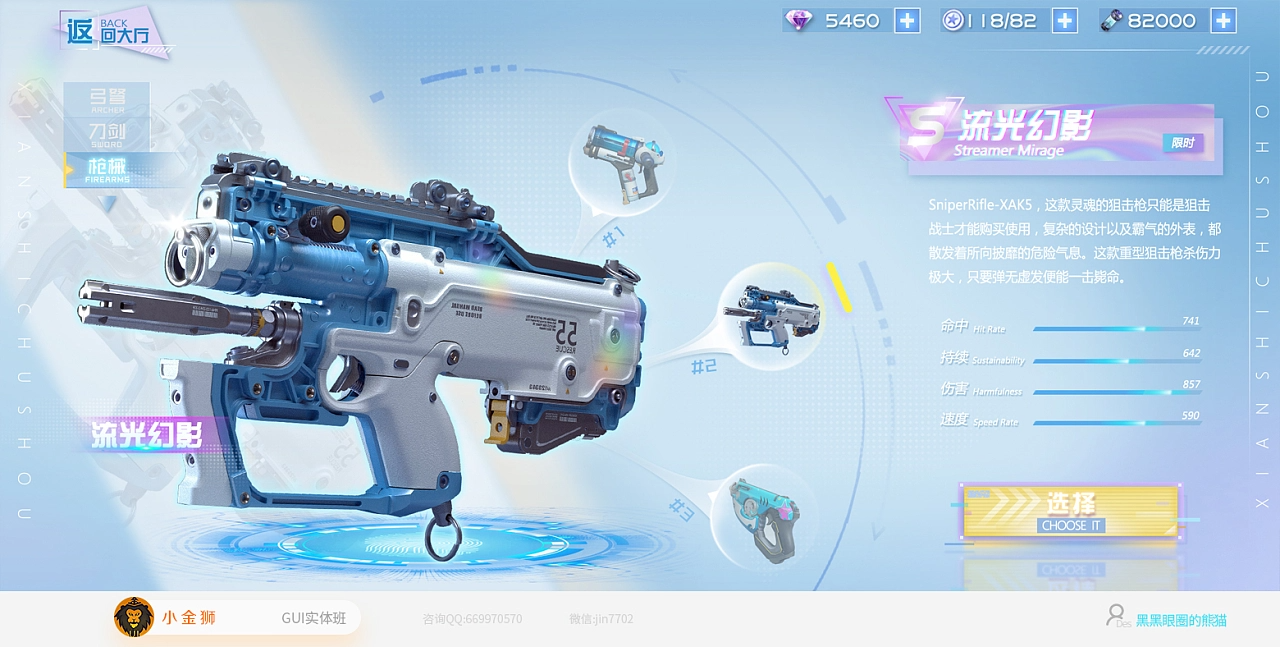 返
BACK
回大厅
5460
118/82
82000
弓弩
ARCHER
刀剑
SWORD
枪械
FIREARMS
XIANSHICHUSHOU
S
流光幻影
Streamer Mirage
限时
SniperRifle-XAK5，这款灵魂的狙击枪只能是狙击
战士才能购买使用，复杂的设计以及霸气的外表，都
散发着所向披靡的危险气息。这款重型狙击枪杀伤力
极大，只要弹无虚发便能一击毙命。
命中 Hit Rate 741
持续 Sustainability 642
伤害 Harmfulness 857
速度 Speed Rate 590
#1
#2
#3
55
RESCUE
流光幻影
选择
CHOOSE IT
XIANSHICHUSHOU
小金狮
GUI实体班
咨询QQ:669970570
微信:jin7702
Des
黑黑眼圈的熊猫